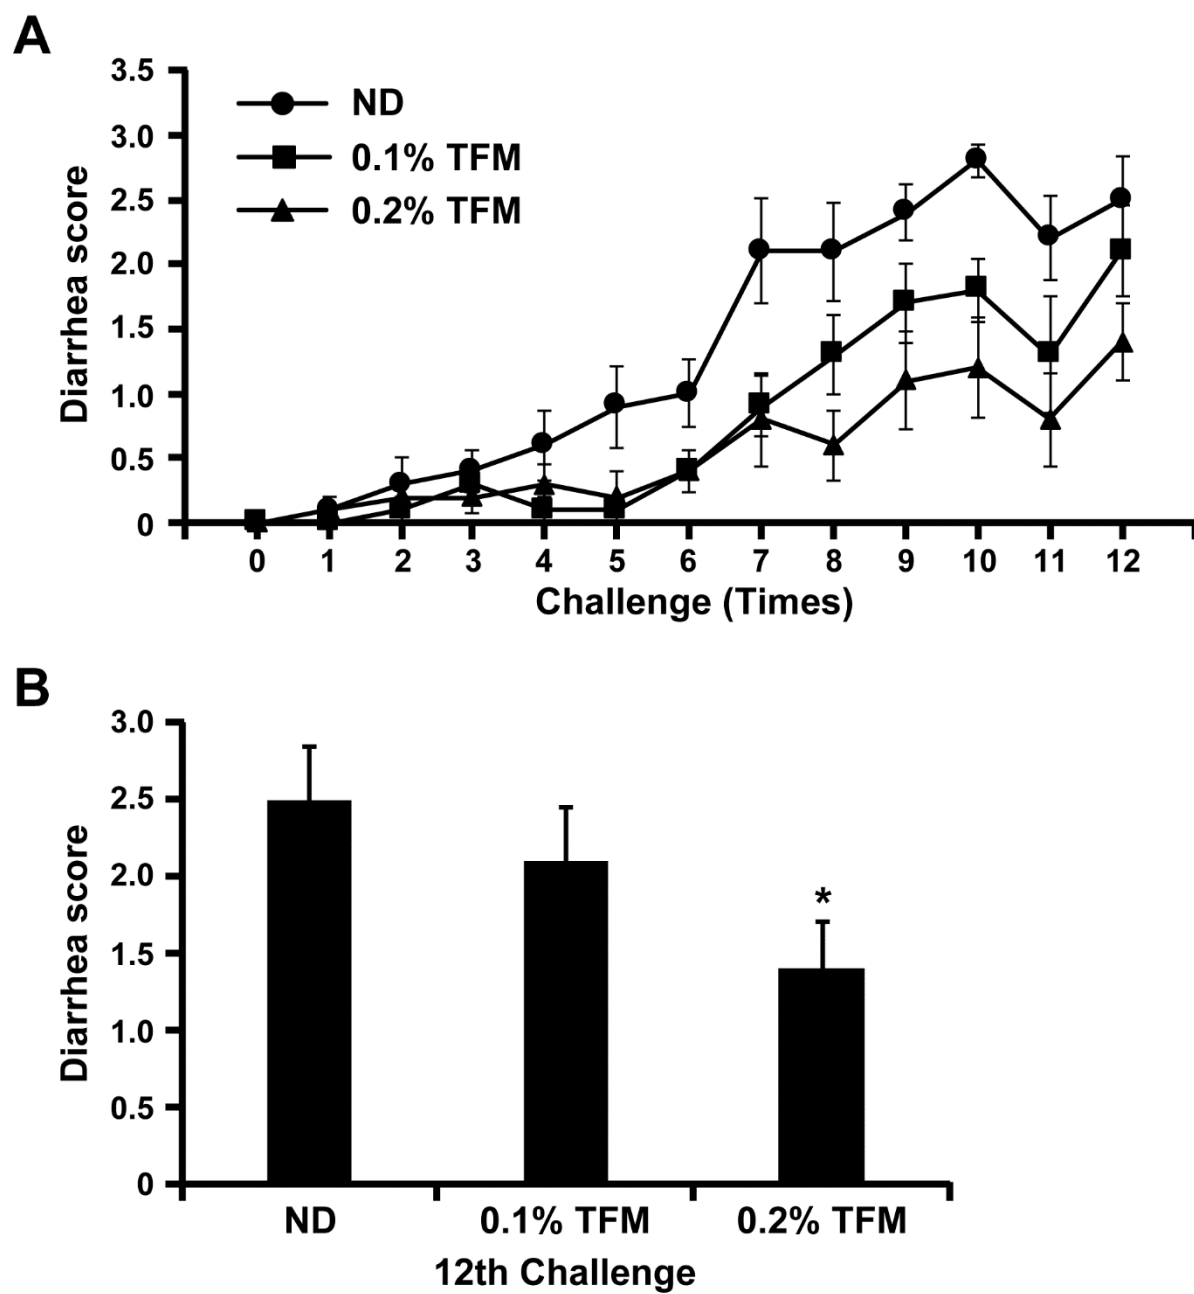 A
3.5
3.0
2.5
2.0
1.5
1.0
0.5
0
Diarrhea score
ND
0.1% TFM
0.2% TFM
0 1 2 3 4 5 6 7 8 9 10 11 12
Challenge (Times)
B
3.0
2.5
2.0
1.5
1.0
0.5
0
Diarrhea score
*
ND 0.1% TFM 0.2% TFM
12th Challenge